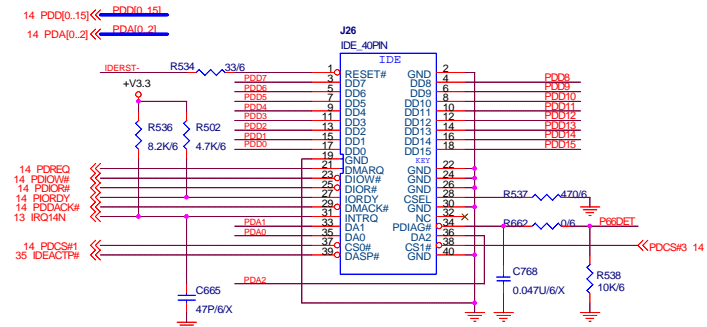 14 PDD[0..15] PDD[0..15]
14 PDA[0..2] PDA[0..2]
J26
IDE_40PIN
IDE
IDERST- R534 33/6 1 RESET# GND 2
+V3.3
PDD7 3 DD7 DD8 4 PDD8
PDD6 5 DD6 DD9 6 PDD9
PDD5 7 DD5 DD10 8 PDD10
PDD4 9 DD4 DD11 10 PDD11
PDD3 11 DD3 DD12 12 PDD12
PDD2 13 DD2 DD13 14 PDD13
PDD1 15 DD1 DD14 16 PDD14
PDD0 17 DD0 DD15 18 PDD15
R536 R502
8.2K/6 4.7K/6
19 GND KEY
14 PDREQ 21 DMARQ GND 22
14 PDIOW# 23 DIOW# GND 24
14 PDIOR# 25 DIOR# GND 26
14 PIORDY 27 IORDY CSEL 28 R537 470/6
14 PDDACK# 29 DMACK# GND 30
13 IRQ14N 31 INTRQ NC 32
PDA1 33 DA1 PDIAG# 34 R662 0/6 P66DET
PDA0 35 DA0 DA2 36
14 PDCS#1 37 CS0# CS1# 38 PDCS#3 14
35 IDEACTP# 39 DASP# GND 40
PDA2
C665
47P/6/X
C768
0.047U/6/X
R538
10K/6